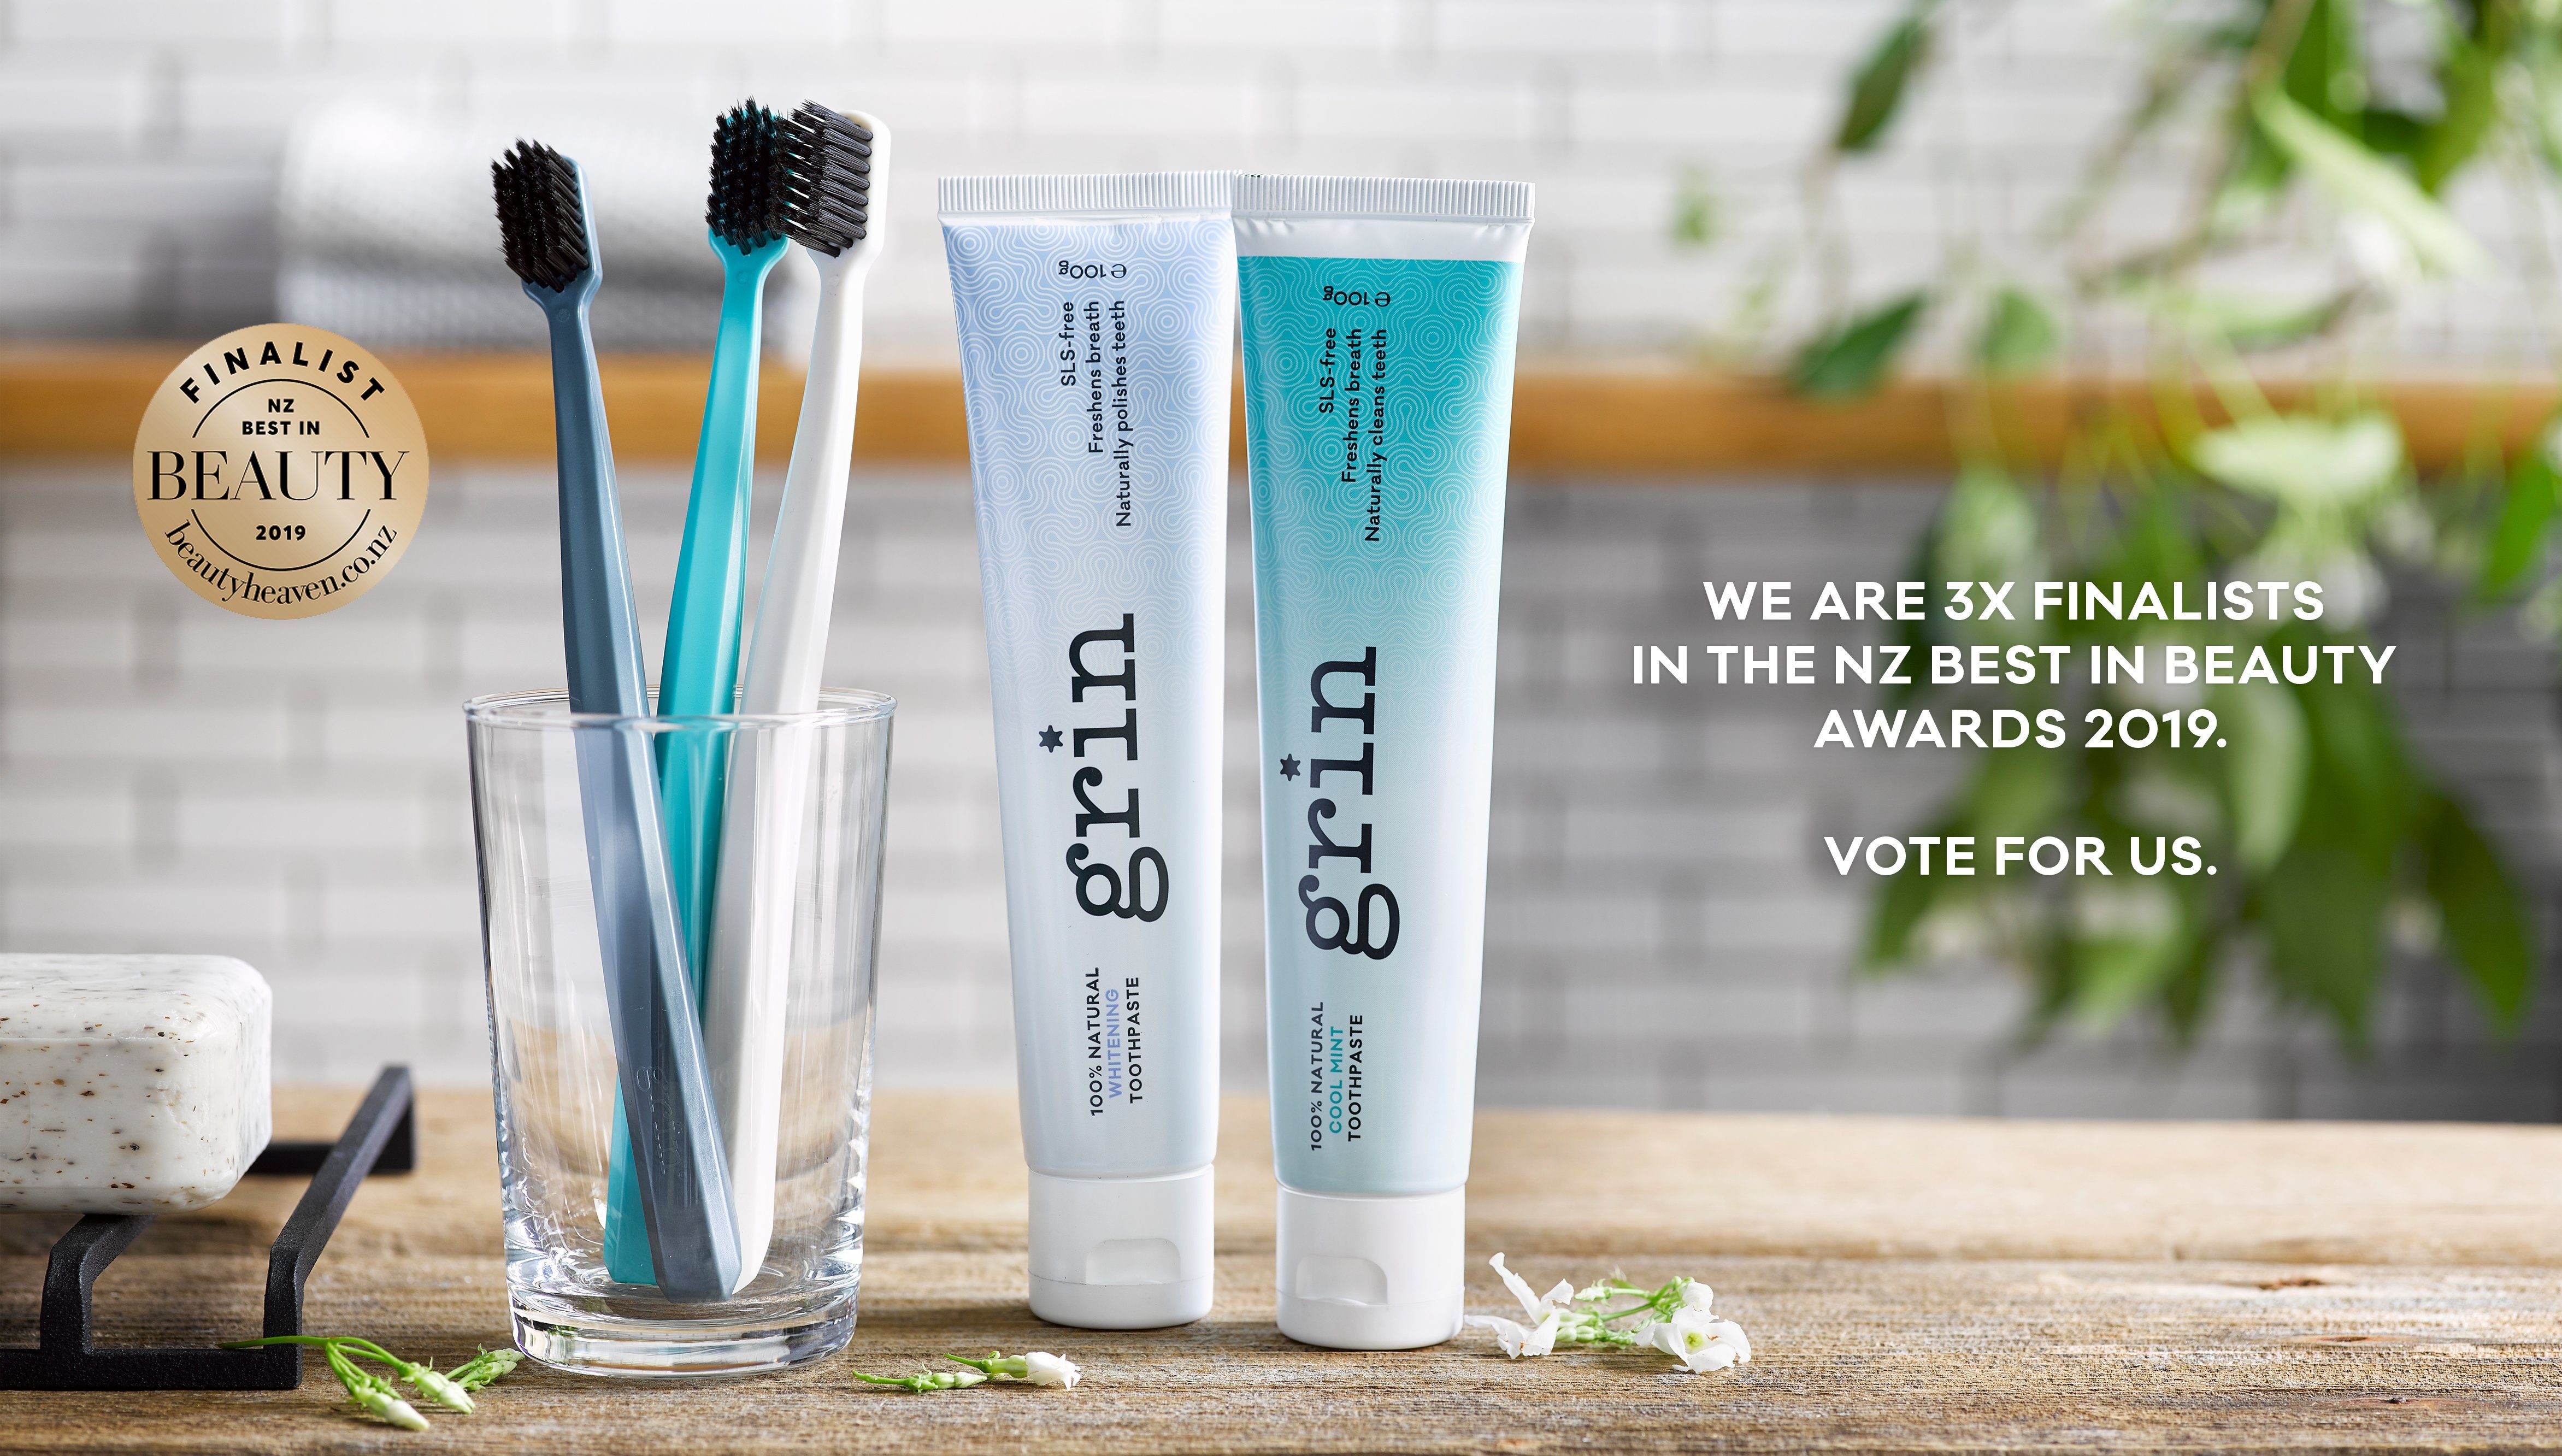 FINALIST
NZ
BEST IN
BEAUTY
2019
beautyheaven.co.nz
100% NATURAL
WHITENING
TOOTHPASTE
grin
SLS-free
Freshens breath
Naturally polishes teeth
℮ 100g
100% NATURAL
COOL MINT
TOOTHPASTE
grin
SLS-free
Freshens breath
Naturally cleans teeth
℮ 100g
WE ARE 3X FINALISTS
IN THE NZ BEST IN BEAUTY
AWARDS 2019.
VOTE FOR US.